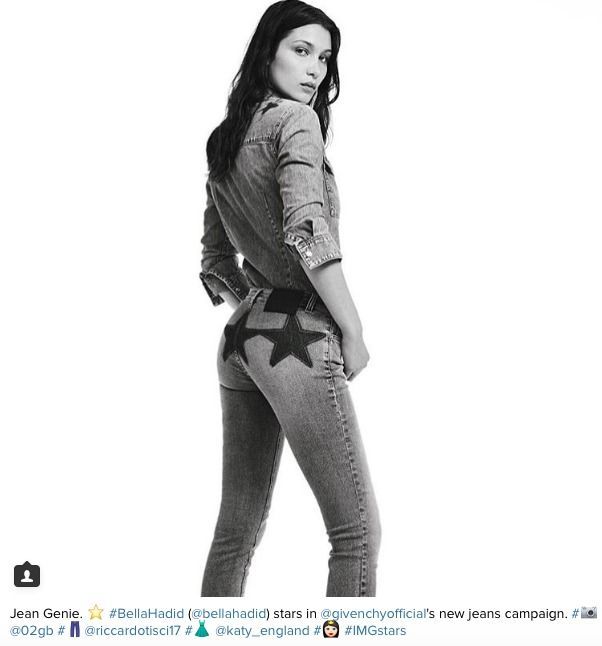 Jean Genie. ⭐ #BellaHadid (@bellahadid) stars in @givenchyofficial's new jeans campaign. #📷
@02gb #👖 @riccardotisci17 #👗 @katy_england #👸 #IMGstars